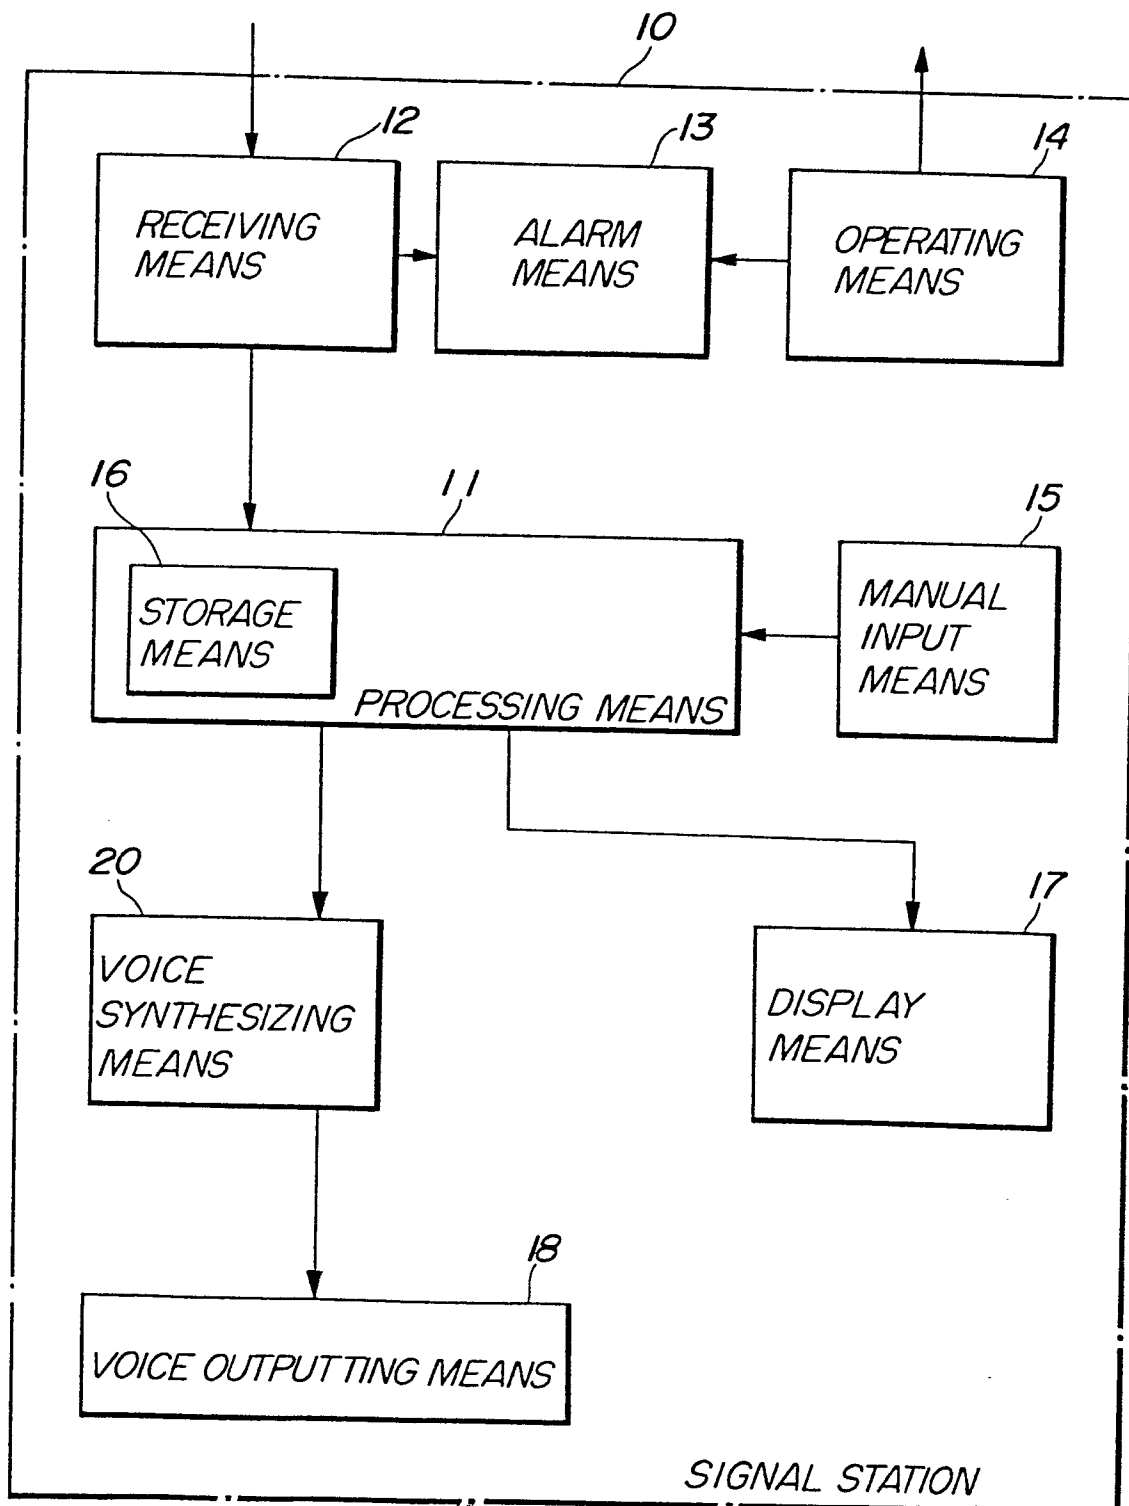 10
12
13
14
RECEIVING
MEANS
ALARM
MEANS
OPERATING
MEANS
16
11
15
STORAGE
MEANS
PROCESSING MEANS
MANUAL
INPUT
MEANS
20
17
VOICE
SYNTHESIZING
MEANS
DISPLAY
MEANS
18
VOICE OUTPUTTING MEANS
SIGNAL STATION